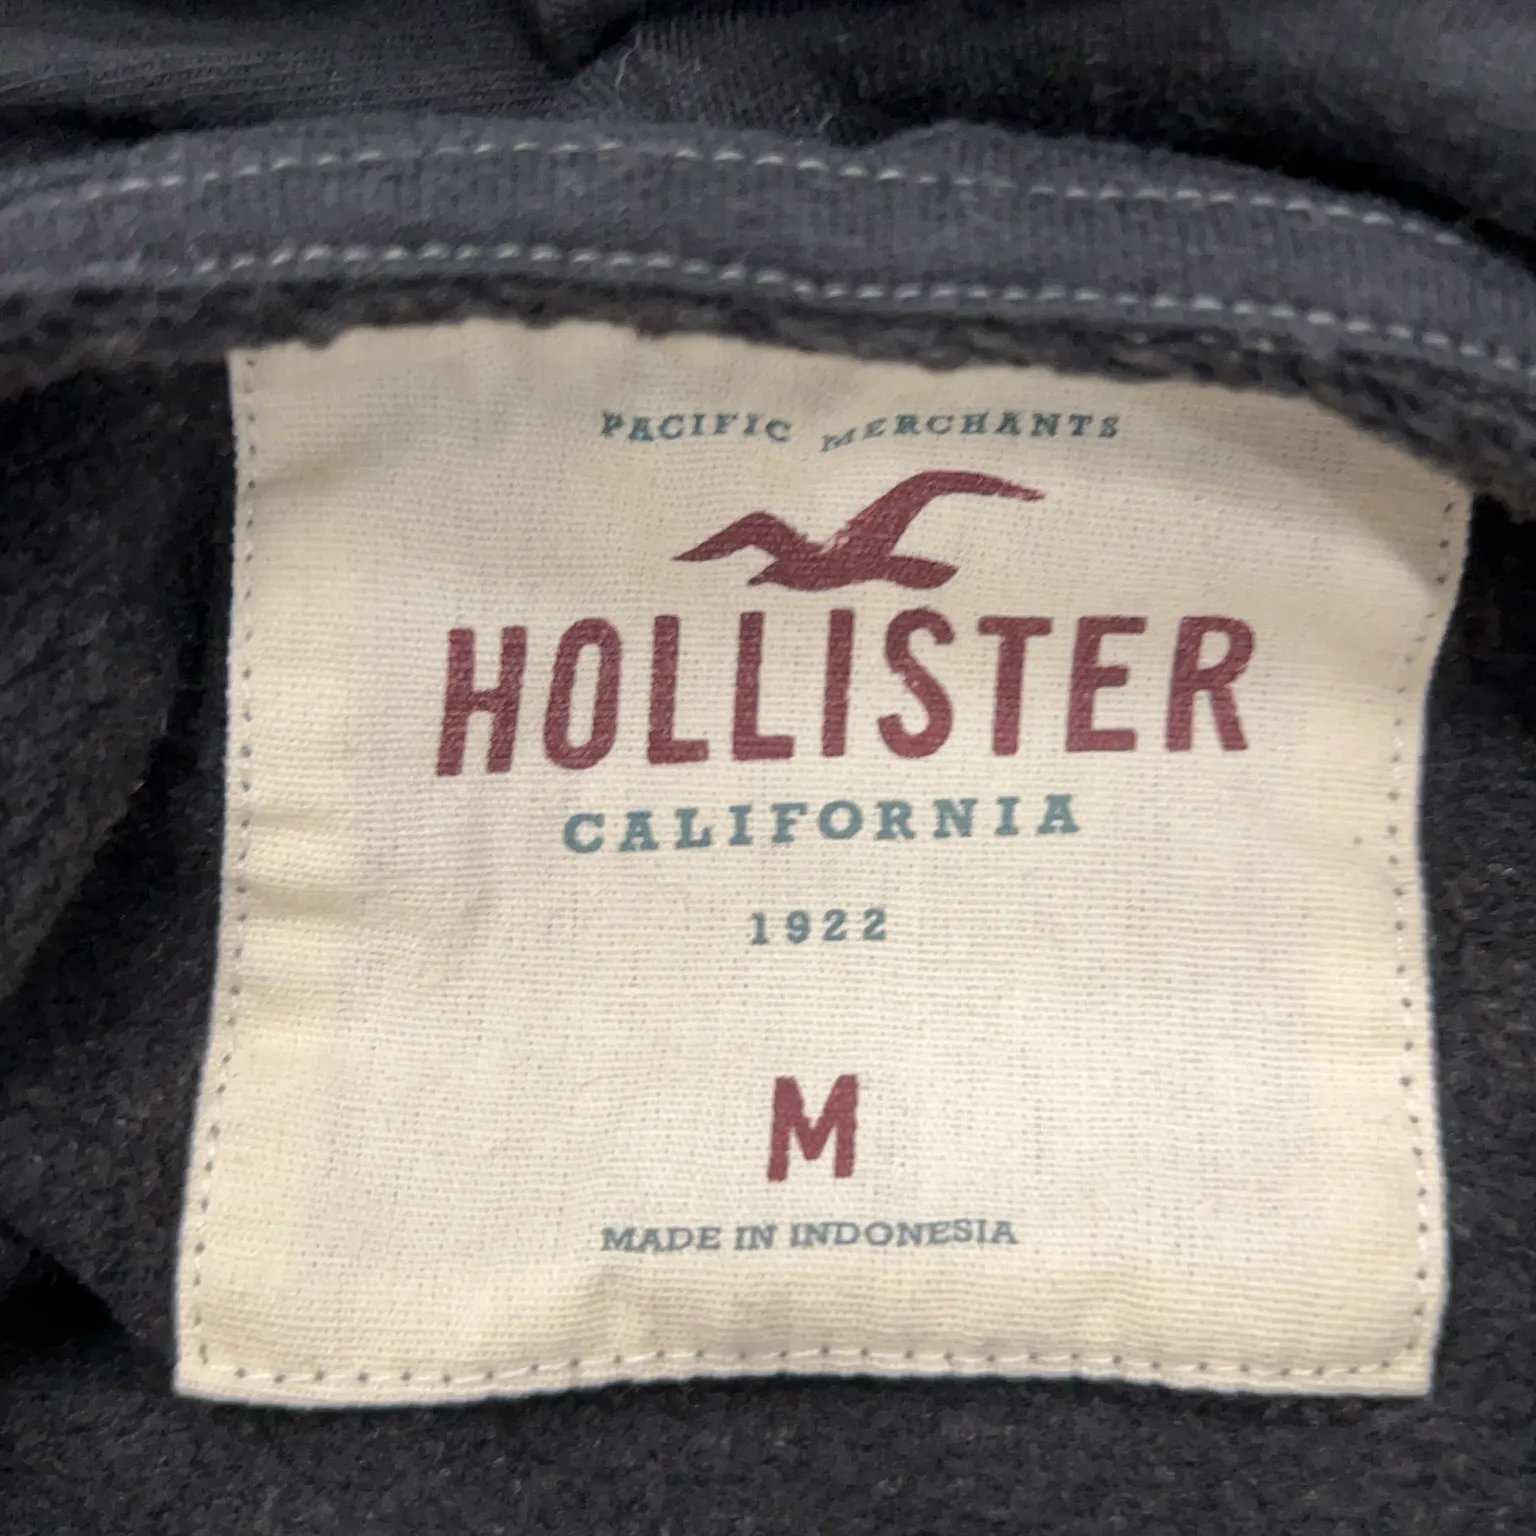 PACIFIC MERCHANTS
HOLLISTER
CALIFORNIA
1922
M
MADE IN INDONESIA